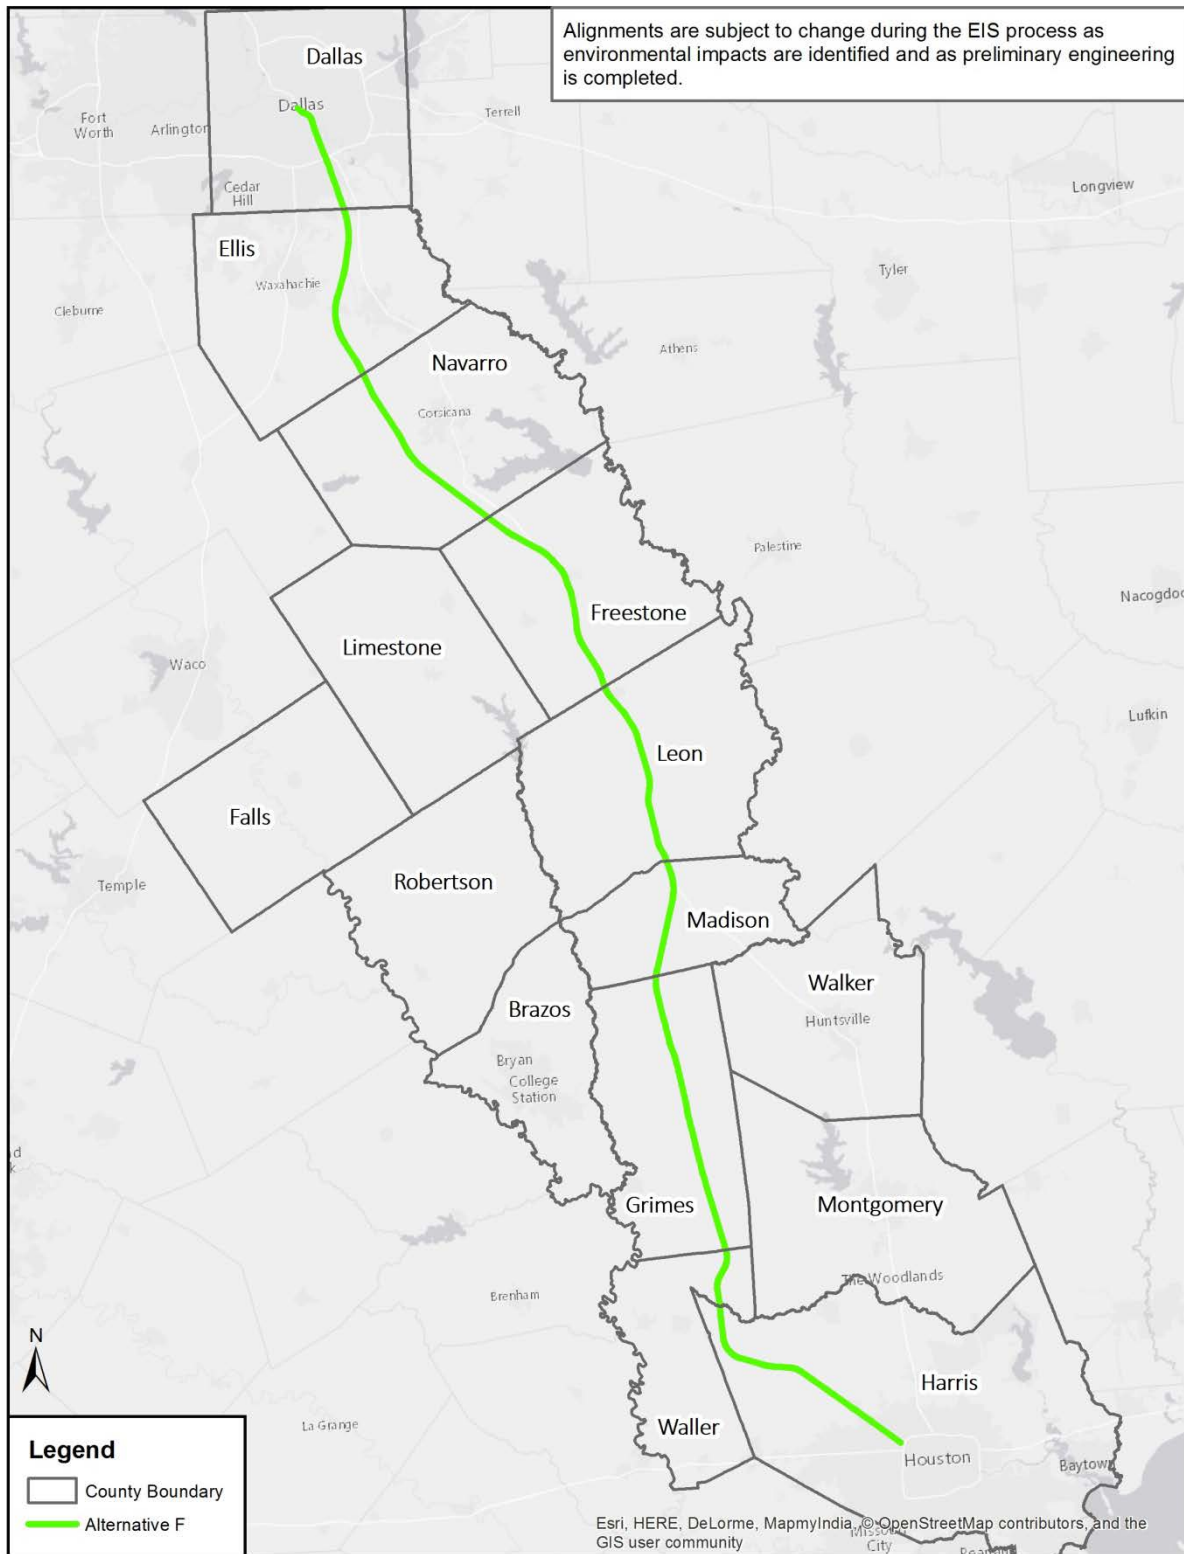 Alignments are subject to change during the EIS process as
environmental impacts are identified and as preliminary engineering
is completed.
Dallas
Dallas
Fort
Worth
Arlington
Terrell
Cedar
Hill
Longview
Ellis
Waxahachie
Tyler
Cleburne
Navarro
Athens
Corsicana
Palestine
Freestone
Limestone
Waco
Lufkin
Leon
Falls
Temple
Robertson
Madison
Walker
Brazos
Huntsville
Bryan
College
Station
Grimes
Montgomery
The Woodlands
Brenham
N
Harris
La Grange
Waller
Houston
Baytown
Legend
County Boundary
Alternative F
City
Esri, HERE, DeLorme, MapmyIndia, © OpenStreetMap contributors, and the
GIS user community